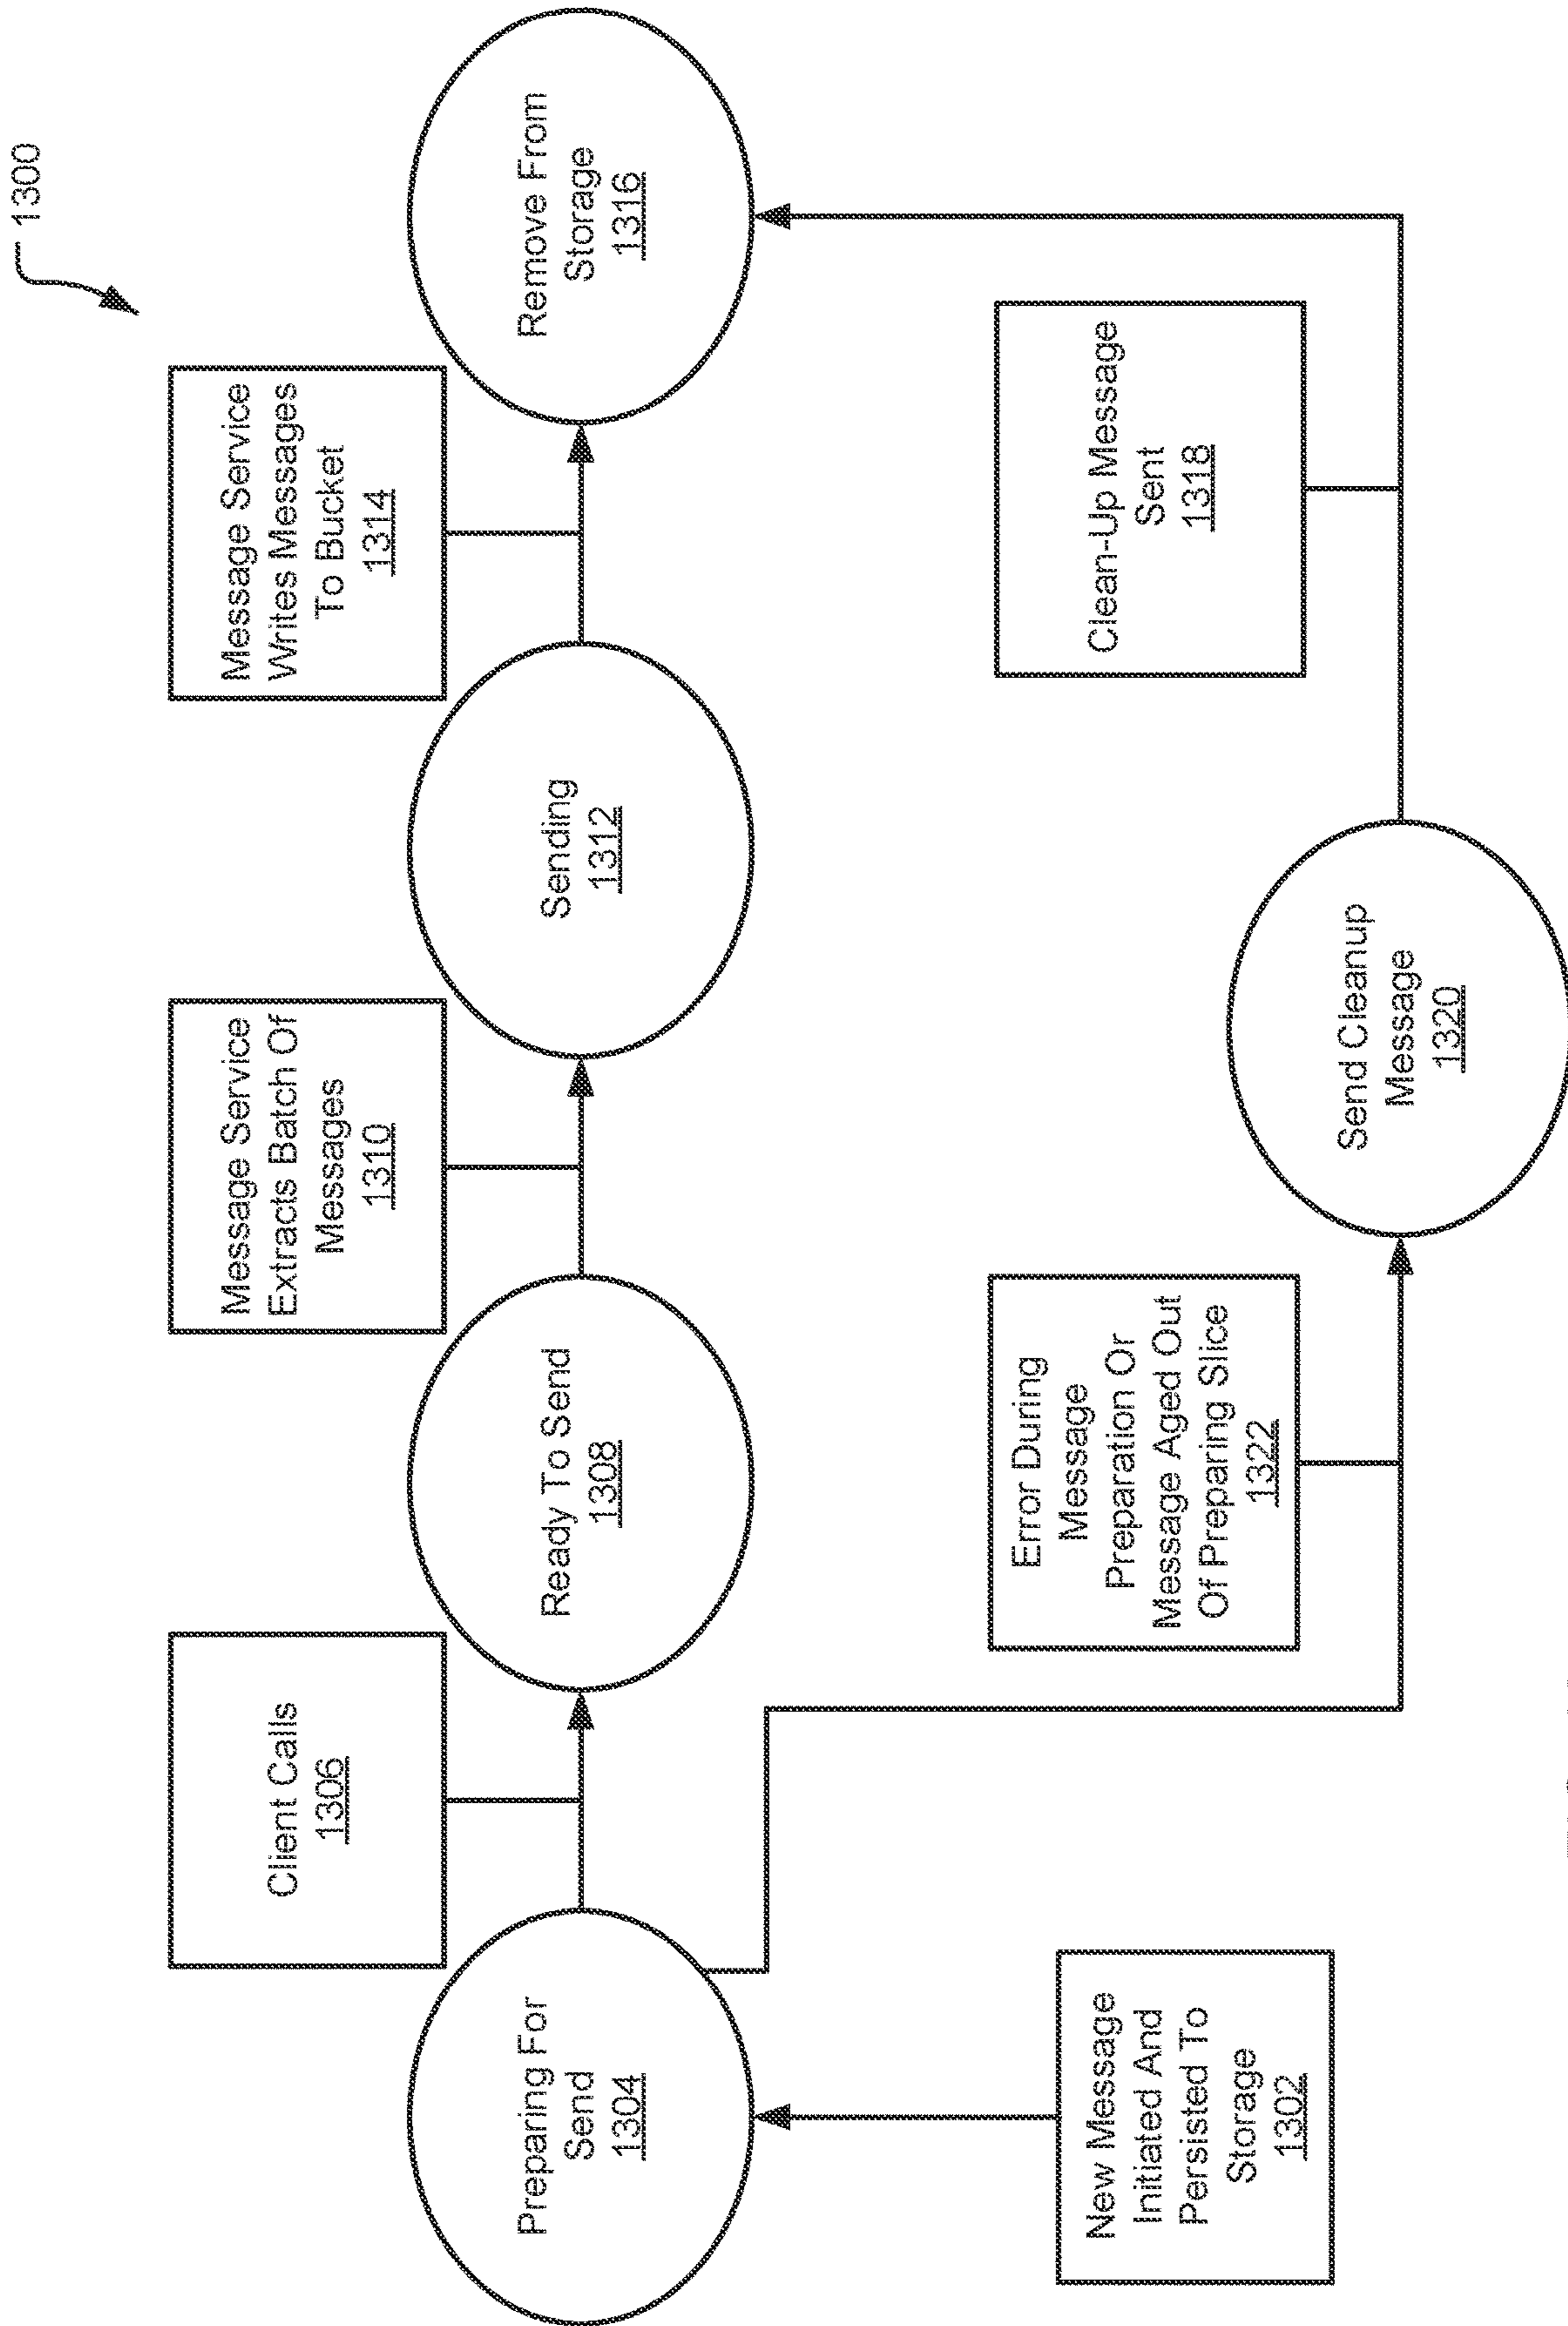 1300
Client Calls
1306
Message Service
Extracts Batch Of
Messages
1310
Message Service
Writes Messages
To Bucket
1314
Preparing For
Send
1304
Ready To Send
1308
Sending
1312
Remove From
Storage
1316
New Message
Initiated And
Persisted To
Storage
1302
Error During
Message
Preparation Or
Message Aged Out
Of Preparing Slice
1322
Clean-Up Message
Sent
1318
Send Cleanup
Message
1320